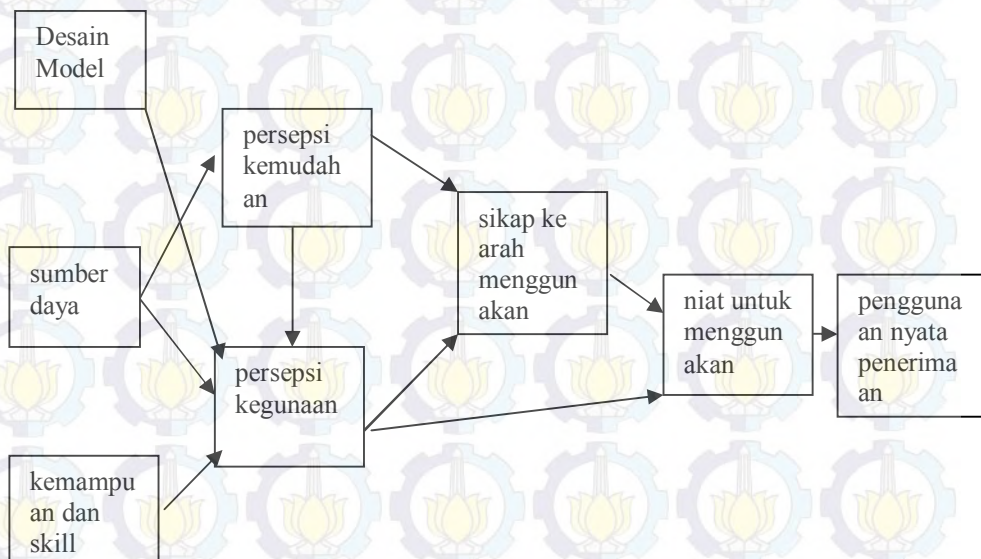 Desain
Model
persepsi
kemudah
an
sikap ke
arah
menggun
akan
sumber
daya
niat untuk
menggun
akan
pengguna
an nyata
penerima
an
persepsi
kegunaan
kemampu
an dan
skill